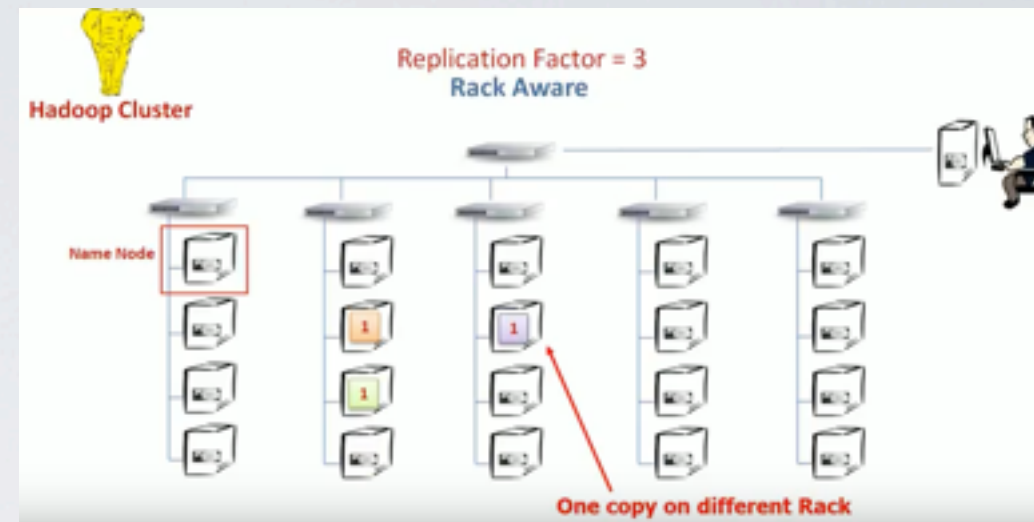 Replication Factor = 3
Rack Aware
Hadoop Cluster
Name Node
1
1
1
One copy on different Rack